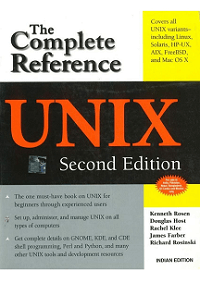 The
Complete
Reference
Covers all
UNIX variants—
including Linux,
Solaris, HP-UX,
AIX, FreeBSD,
and Mac OS X
UNIX
Second Edition
The one must-have book on UNIX for
beginners through experienced users
Set up, administer, and manage UNIX on all
types of computers
Get complete details on GNOME, KDE, and CDE
shell programming, Perl and Python, and many
other UNIX tools and development resources
Kenneth Rosen
Douglas Host
Rachel Klee
James Farber
Richard Rosinski
INDIAN EDITION